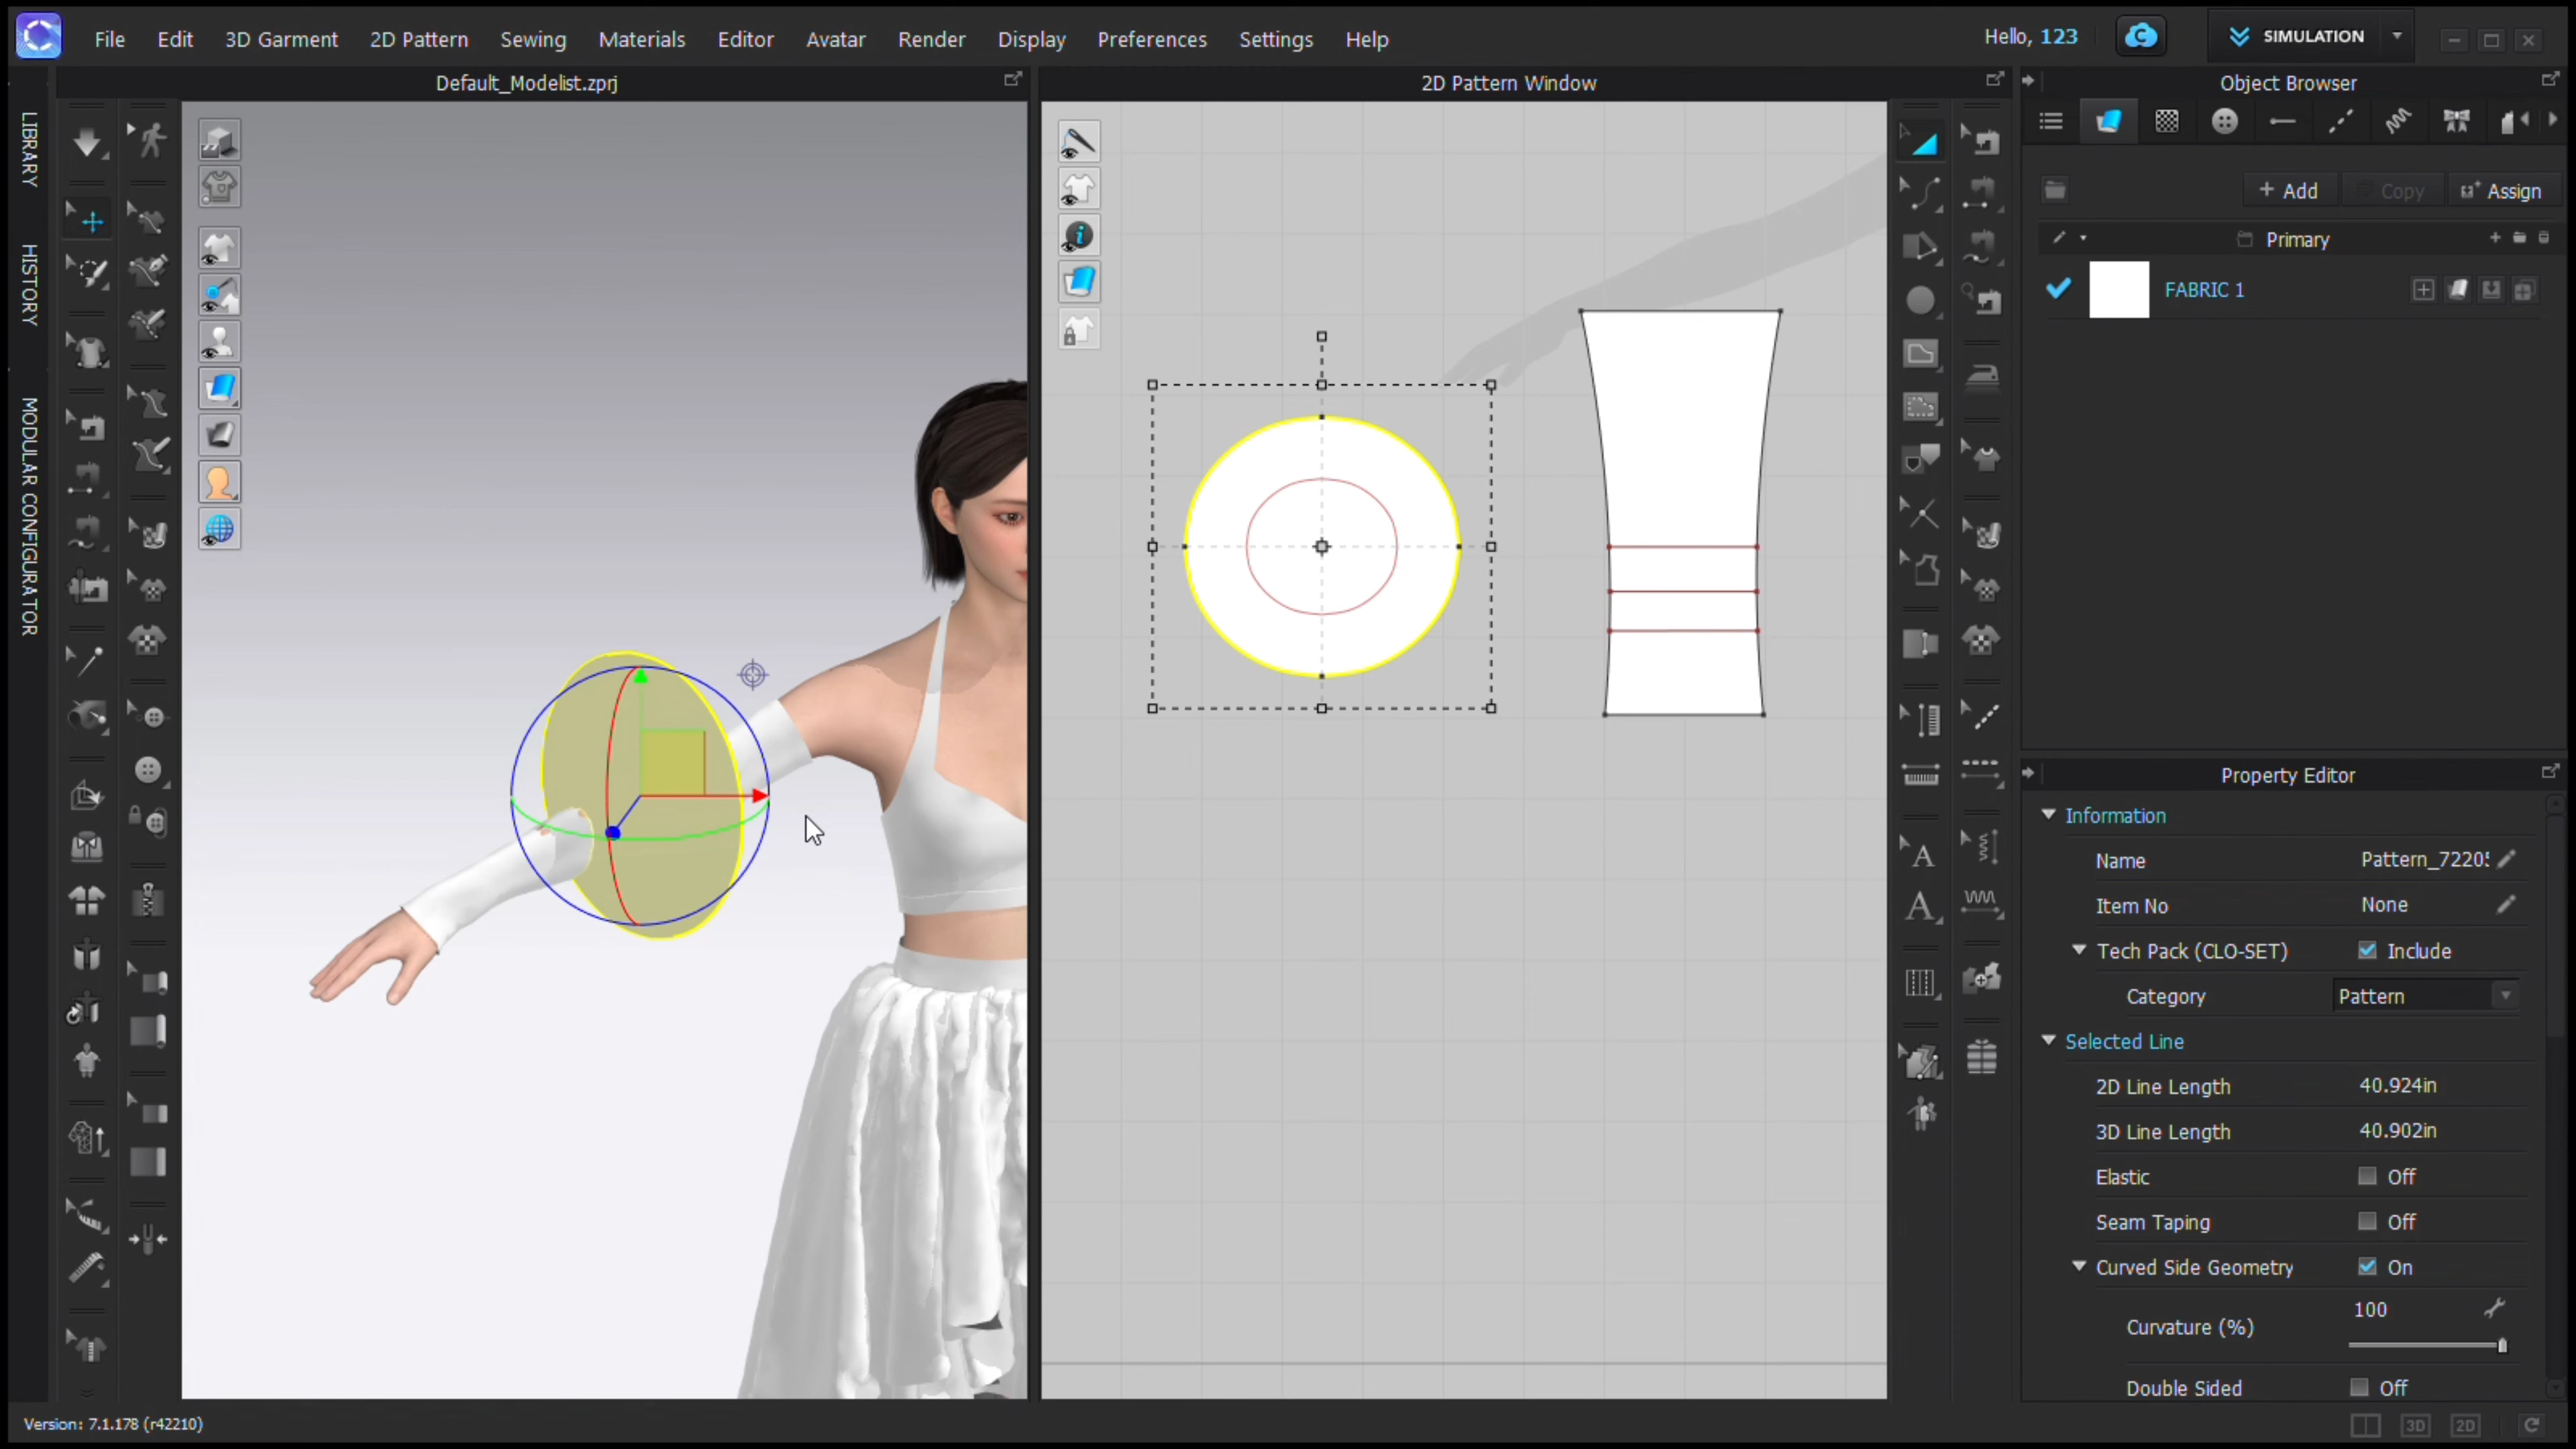 File Edit 3D Garment 2D Pattern Sewing Materials Editor Avatar Render Display Preferences Settings Help
Hello, 123
SIMULATION
Default_Modelist.zprj
2D Pattern Window
Object Browser
LIBRARY
HISTORY
MODULAR CONFIGURATOR
+ Add
Copy
Assign
Primary
FABRIC 1
Property Editor
Information
Name Pattern_72205
Item No None
Tech Pack (CLO-SET) Include
Category Pattern
Selected Line
2D Line Length 40.924in
3D Line Length 40.902in
Elastic Off
Seam Taping Off
Curved Side Geometry On
Curvature (%) 100
Double Sided Off
Version: 7.1.178 (r42210)
3D 2D